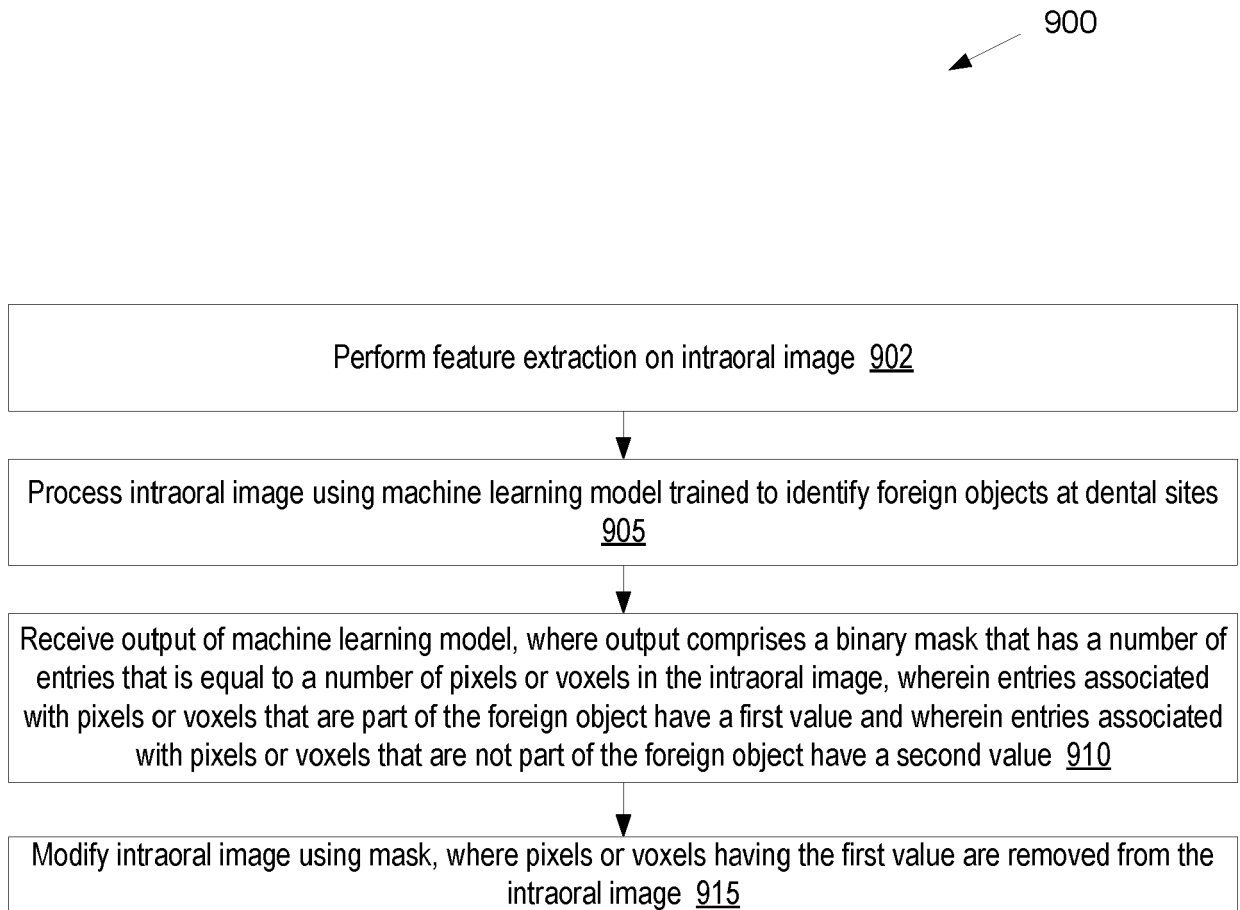 900
Perform feature extraction on intraoral image 902
Process intraoral image using machine learning model trained to identify foreign objects at dental sites
905
Receive output of machine learning model, where output comprises a binary mask that has a number of
entries that is equal to a number of pixels or voxels in the intraoral image, wherein entries associated
with pixels or voxels that are part of the foreign object have a first value and wherein entries associated
with pixels or voxels that are not part of the foreign object have a second value 910
Modify intraoral image using mask, where pixels or voxels having the first value are removed from the
intraoral image 915